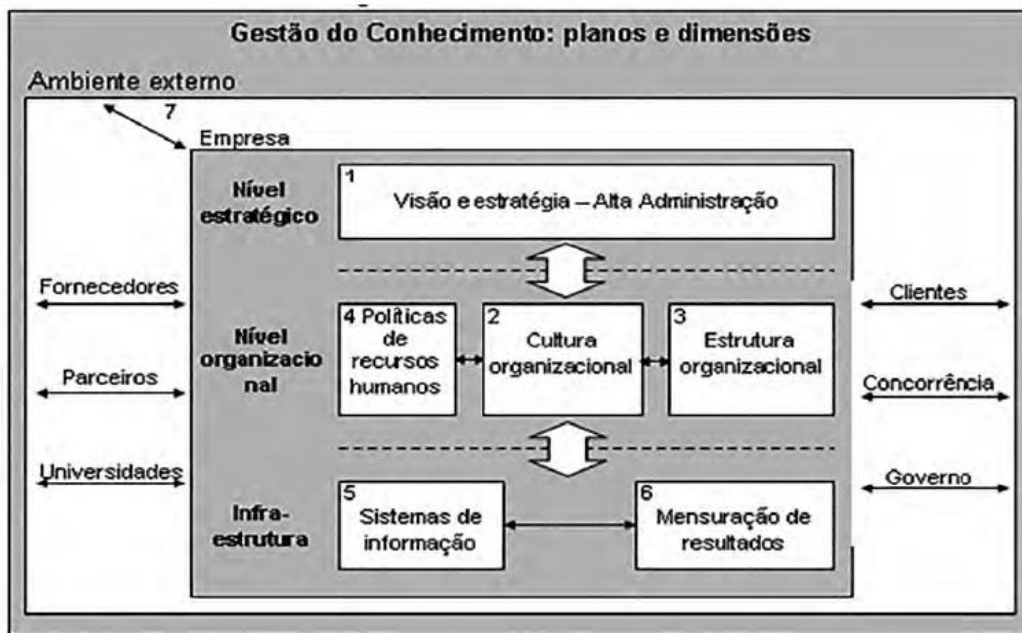 Gestão do Conhecimento: planos e dimensões
Ambiente externo
7
Empresa
Nível
estratégico
1
Visão e estratégia – Alta Administração
Fornecedores
Parceiros
Universidades
Nível
organizacio
nal
4 Políticas
de
recursos
humanos
2
Cultura
organizacional
3
Estrutura
organizacional
Clientes
Concorrência
Governo
Infra-
estrutura
5
Sistemas de
informação
6
Mensuração de
resultados